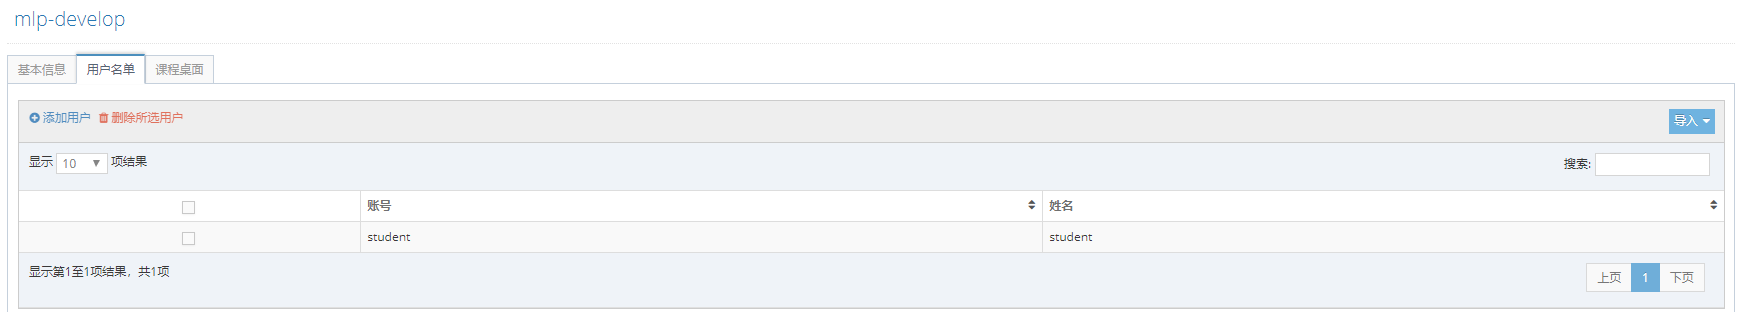 mlp-develop
基本信息 用户名单 课程桌面
添加用户 删除所选用户 导入
显示 10 项结果 搜索:
账号 姓名
student student
显示第1至1项结果，共1项 上页 1 下页